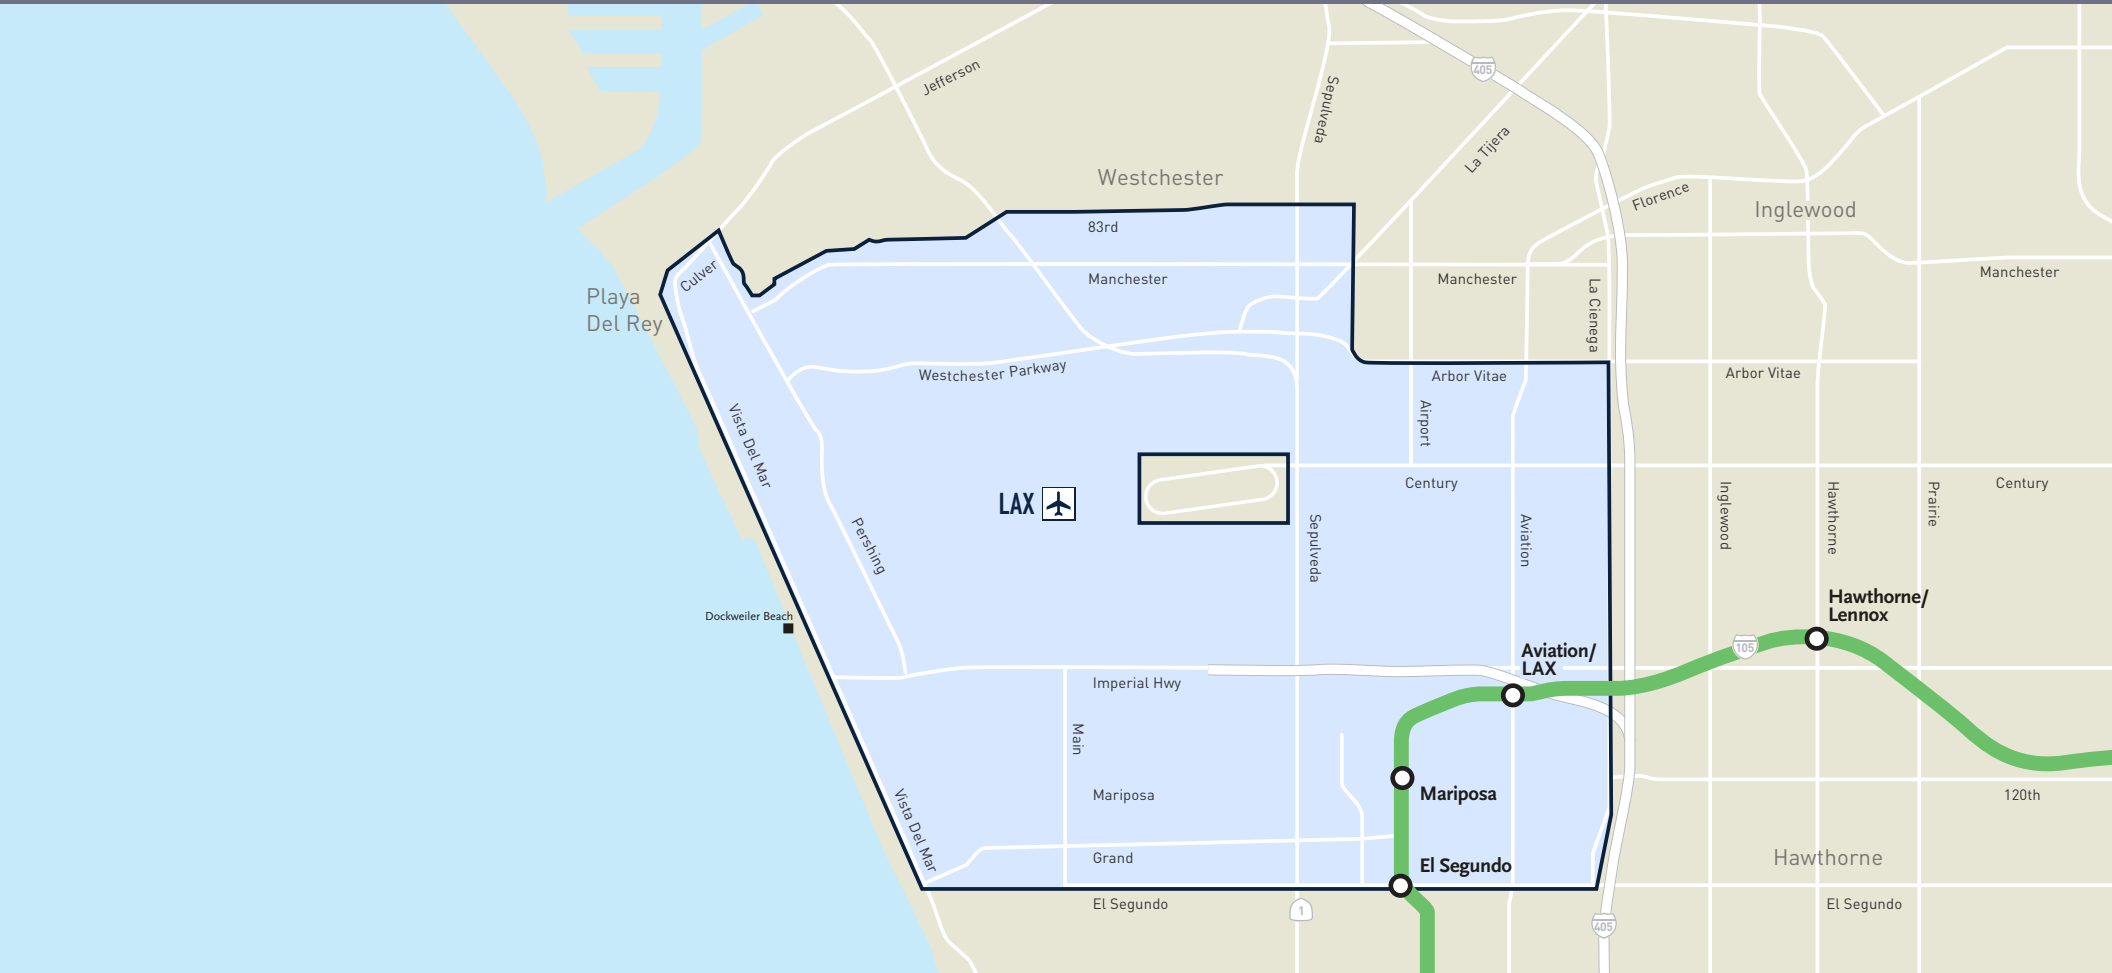 Jefferson
Sepulveda
405
La Tijera
Westchester
Florence
Inglewood
83rd
Culver
Manchester
Manchester
Manchester
La Cienega
Playa
Del Rey
Westchester Parkway
Arbor Vitae
Arbor Vitae
Airport
Vista Del Mar
LAX
Century
Century
Sepulveda
Aviation
Inglewood
Hawthorne
Prairie
Pershing
Dockweiler Beach
Hawthorne/
Lennox
105
Aviation/
LAX
Imperial Hwy
Main
Mariposa
Mariposa
120th
Vista Del Mar
Grand
El Segundo
Hawthorne
El Segundo
1
405
El Segundo